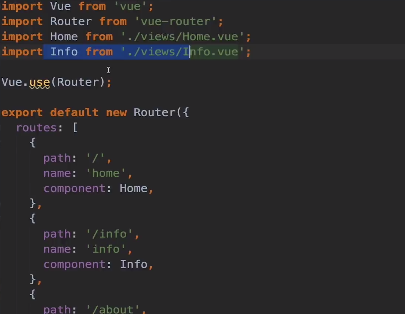 import Vue from 'vue';
import Router from 'vue-router';
import Home from './views/Home.vue';
import Info from './views/Info.vue';
Vue.use(Router);
export default new Router({
routes: [
{
path: '/',
name: 'home',
component: Home,
},
{
path: '/info',
name: 'info',
component: Info,
},
{
path: '/about',